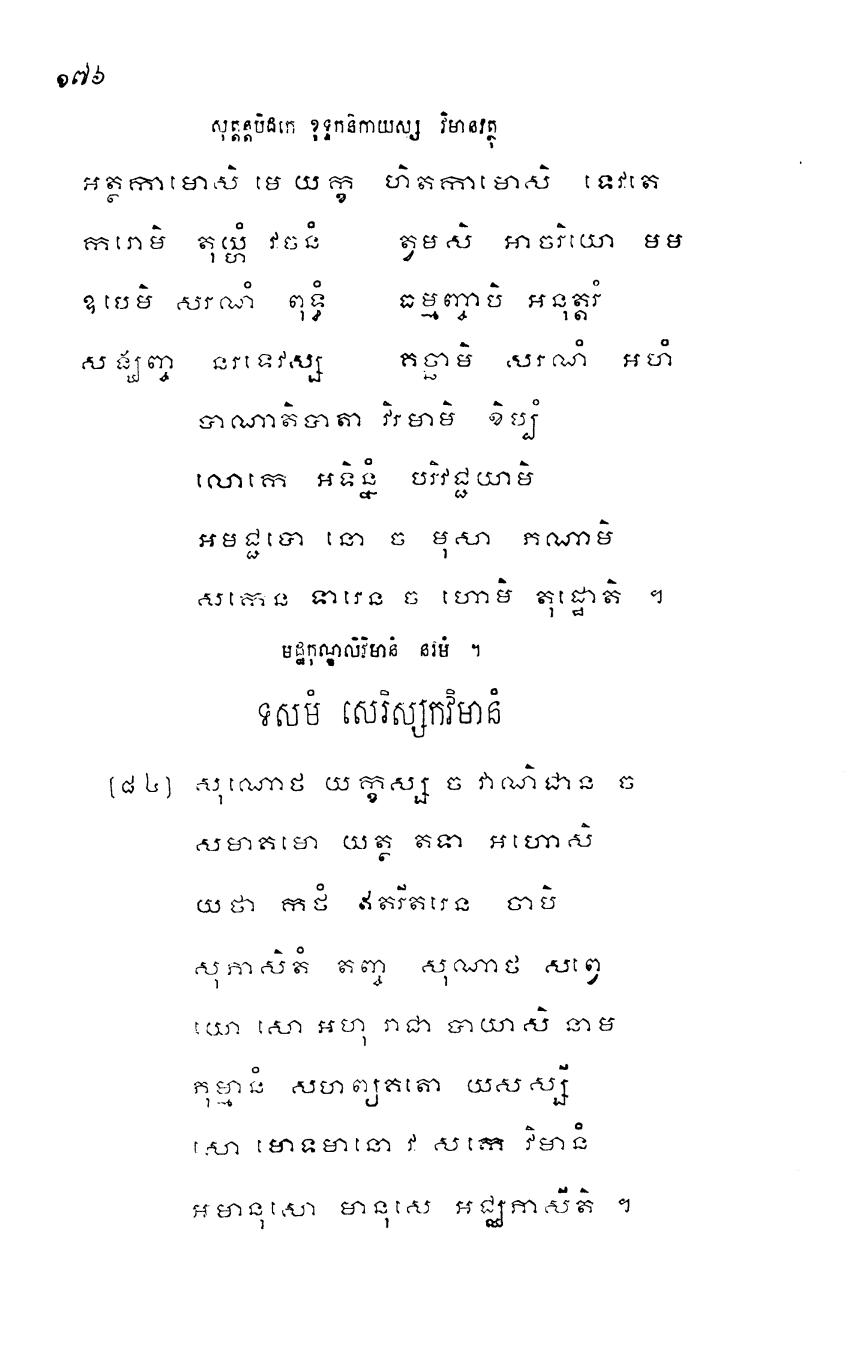 ១៧៦
សុត្តន្តបិដកេ ខុទ្ទកនិកាយស្ស វិមានវត្ថុ
អត្ថកាមោសិ មេ យក្ខ ហិតកាមោសិ ទេវតេ
ករោមិ តុយ្ហំ វចនំ ត្វមសិ អាចរិយោ មម
ឧបេមិ សរណំ ពុទ្ធំ ធម្មញ្ចាបិ អនុត្តរំ
សង្ឃញ្ច នរទេវស្ស គច្ឆាមិ សរណំ អហំ
បាណាតិបាតា វិរមាមិ ខិប្បំ
លោកេ អទិន្នំ បរិវជ្ជយាមិ
អមជ្ជបោ នោ ច មុសា ភណាមិ
សកេន ទារេន ច ហោមិ តុដ្ឋោតិ ។
មដ្ឋកុណ្ឌលិវិមានំ នវមំ ។
ទសមំ សេរិស្សកវិមានំ
[៨៤] សុណោថ យក្ខស្ស ច វាណិជាន ច
សមាគមោ យត្ថ តទា អហោសិ
យថា កថំ ឥតរីតរេន ចាបិ
សុភាសិតំ តញ្ច សុណាថ សព្វេ
យោ សោ អហុ រាជា បាយាសិ នាម
ភុម្មានំ សហព្យគតោ យសស្សី
សោ មោទមានោ វ សកេ វិមានំ
អមានុសោ មានុសេ អជ្ឈភាសីតិ ។